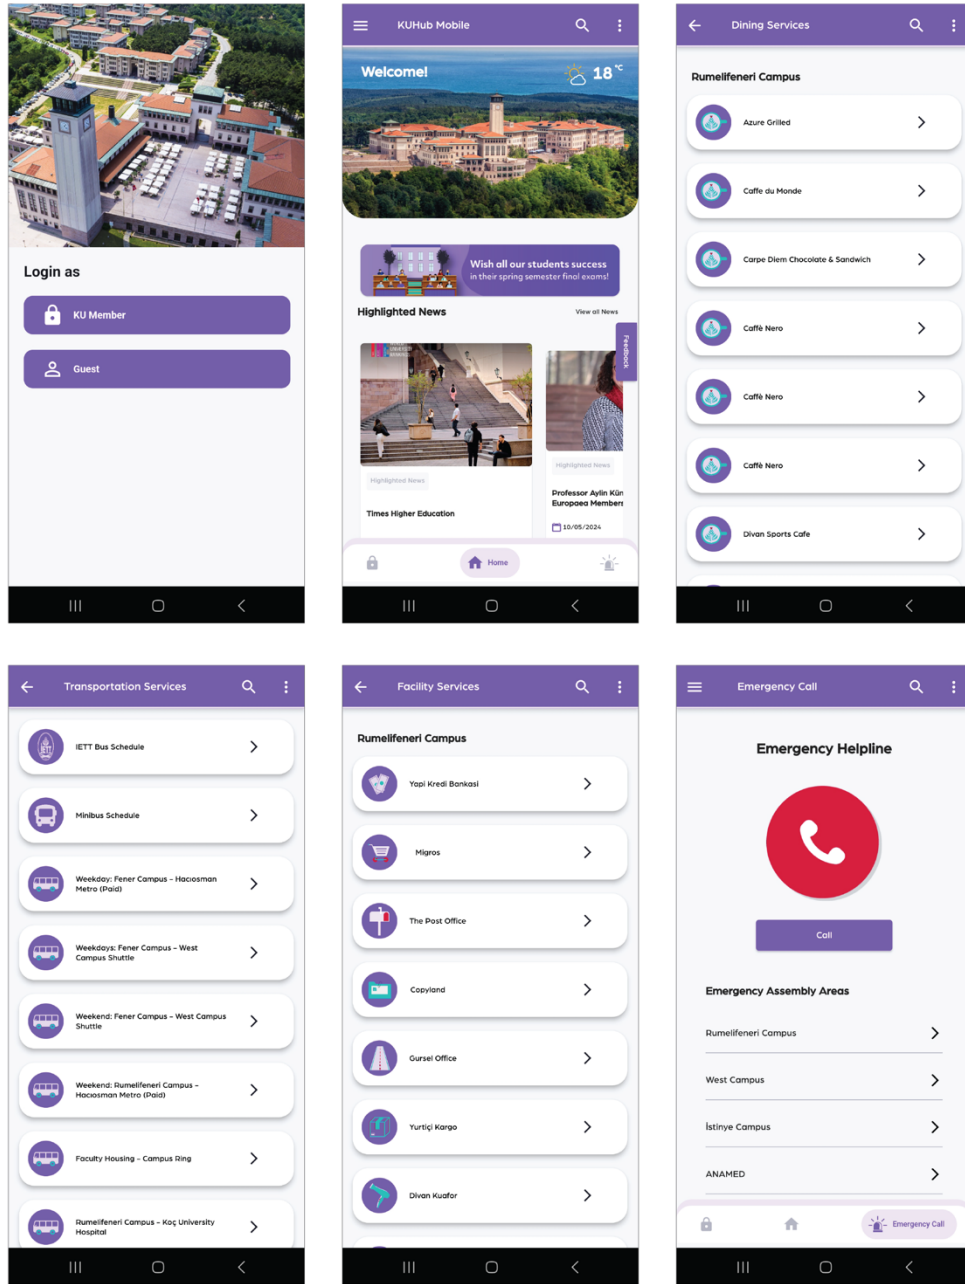 Login as
KU Member
Guest
KUHub Mobile
Welcome!
18 °C
Wish all our students success
in their spring semester final exams!
Highlighted News
View all News
Feedback
Highlighted News
Times Higher Education
Highlighted News
Professor Aylin Kün
Europaea Members
10/05/2024
Home
Dining Services
Rumelifeneri Campus
Azure Grilled
Caffe du Monde
Carpe Diem Chocolate & Sandwich
Caffè Nero
Caffè Nero
Caffè Nero
Divan Sports Cafe
Transportation Services
IETT Bus Schedule
Minibus Schedule
Weekday: Fener Campus - Hacıosman
Metro (Paid)
Weekdays: Fener Campus - West
Campus Shuttle
Weekend: Fener Campus - West Campus
Shuttle
Weekend: Rumelifeneri Campus -
Hacıosman Metro (Paid)
Faculty Housing - Campus Ring
Rumelifeneri Campus - Koç University
Hospital
Facility Services
Rumelifeneri Campus
Yapi Kredi Bankasi
Migros
The Post Office
Copyland
Gursel Office
Yurtiçi Kargo
Divan Kuafor
Emergency Call
Emergency Helpline
Call
Emergency Assembly Areas
Rumelifeneri Campus
West Campus
İstinye Campus
ANAMED
Emergency Call